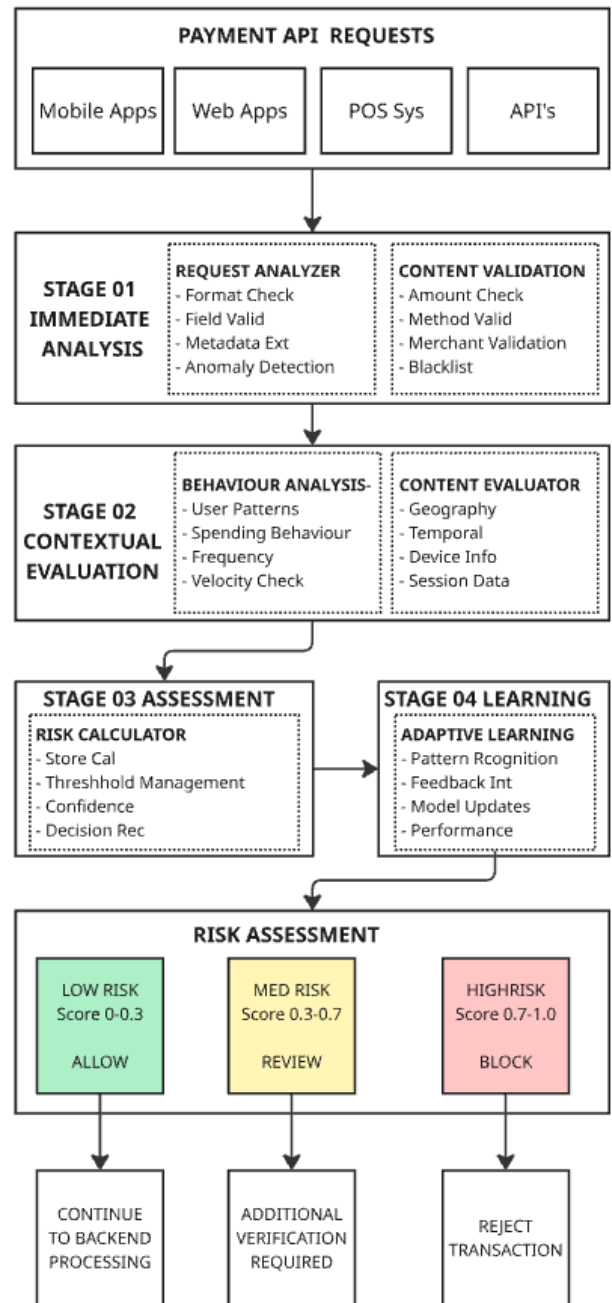 PAYMENT API REQUESTS
Mobile Apps
Web Apps
POS Sys
API's
STAGE 01
IMMEDIATE
ANALYSIS
REQUEST ANALYZER
- Format Check
- Field Valid
- Metadata Ext
- Anomaly Detection
CONTENT VALIDATION
- Amount Check
- Method Valid
- Merchant Validation
- Blacklist
STAGE 02
CONTEXTUAL
EVALUATION
BEHAVIOUR ANALYSIS-
- User Patterns
- Spending Behaviour
- Frequency
- Velocity Check
CONTENT EVALUATOR
- Geography
- Temporal
- Device Info
- Session Data
STAGE 03 ASSESSMENT
RISK CALCULATOR
- Store Cal
- Threshhold Management
- Confidence
- Decision Rec
STAGE 04 LEARNING
ADAPTIVE LEARNING
- Pattern Rcognition
- Feedback Int
- Model Updates
- Performance
RISK ASSESSMENT
LOW RISK
Score 0-0.3
ALLOW
MED RISK
Score 0.3-0.7
REVIEW
HIGHRISK
Score 0.7-1.0
BLOCK
CONTINUE
TO BACKEND
PROCESSING
ADDITIONAL
VERIFICATION
REQUIRED
REJECT
TRANSACTION